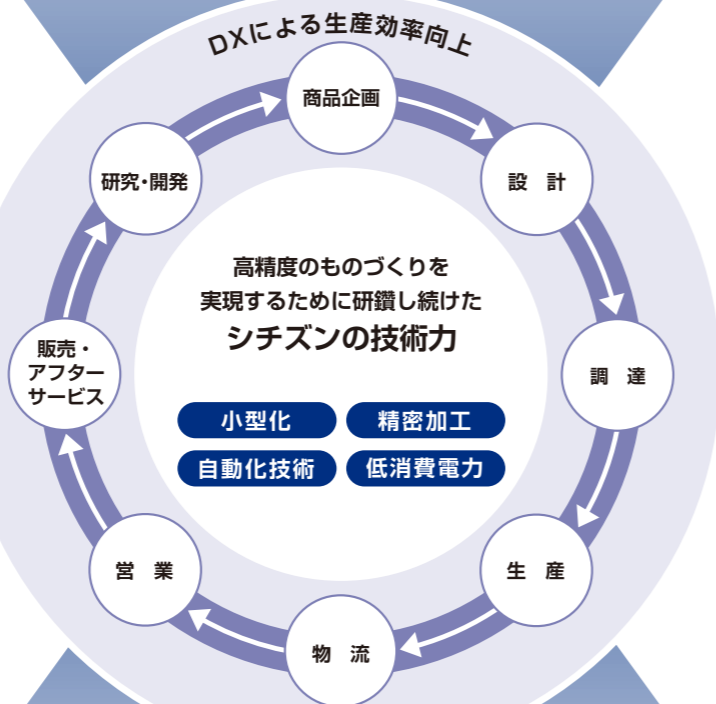 DXによる生産効率向上
商品企画
設 計
調 達
生 産
物 流
営 業
販売・
アフター
サービス
研究・開発
高精度のものづくりを
実現するために研鑽し続けた
シチズンの技術力
小型化
精密加工
自動化技術
低消費電力